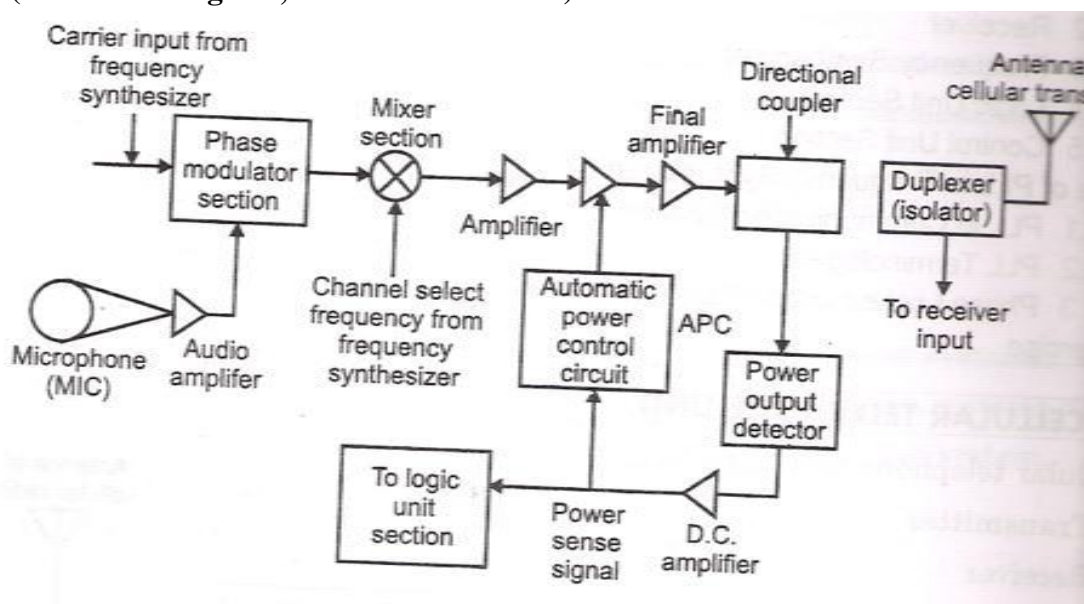 Carrier input from
frequency
synthesizer
Phase
modulator
section
Mixer
section
Amplifier
Final
amplifier
Directional
coupler
Antenna
cellular trans
Duplexer
(isolator)
To receiver
input
Microphone
(MIC)
Audio
amplifer
Channel select
frequency from
frequency
synthesizer
Automatic
power
control
circuit
APC
Power
output
detector
To logic
unit
section
Power
sense
signal
D.C.
amplifier